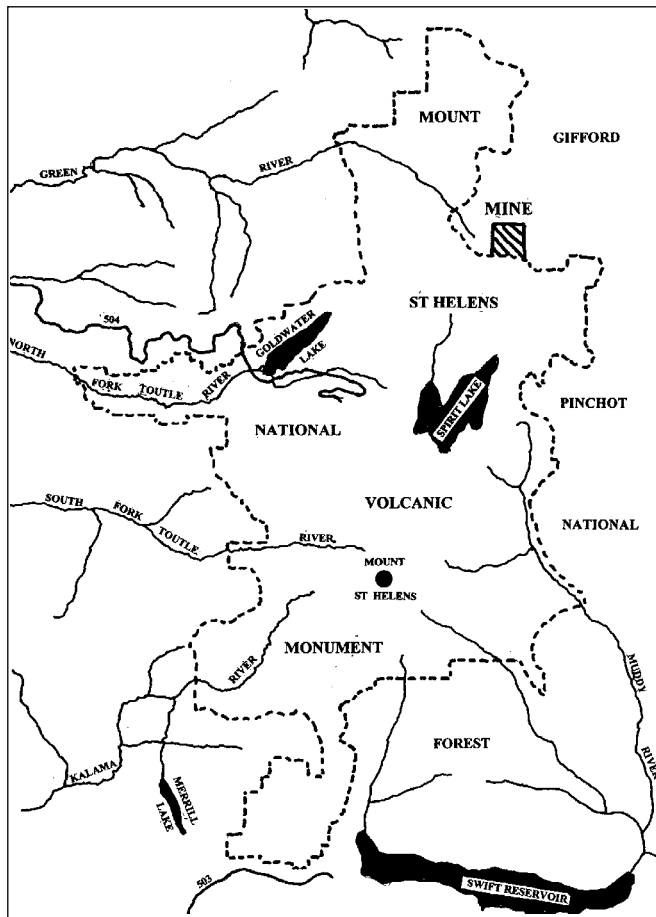 MOUNT
GIFFORD
GREEN
RIVER
MINE
ST HELENS
504
GOLDWATER
LAKE
NORTH
FORK TOUTLE RIVER
SPIRIT LAKE
PINCHOT
NATIONAL
VOLCANIC
SOUTH FORK
TOUTLE
RIVER
NATIONAL
MOUNT
ST HELENS
MONUMENT
RIVER
MUDDY
RIVER
FOREST
KALAMA
MERRILL
LAKE
503
SWIFT RESERVOIR